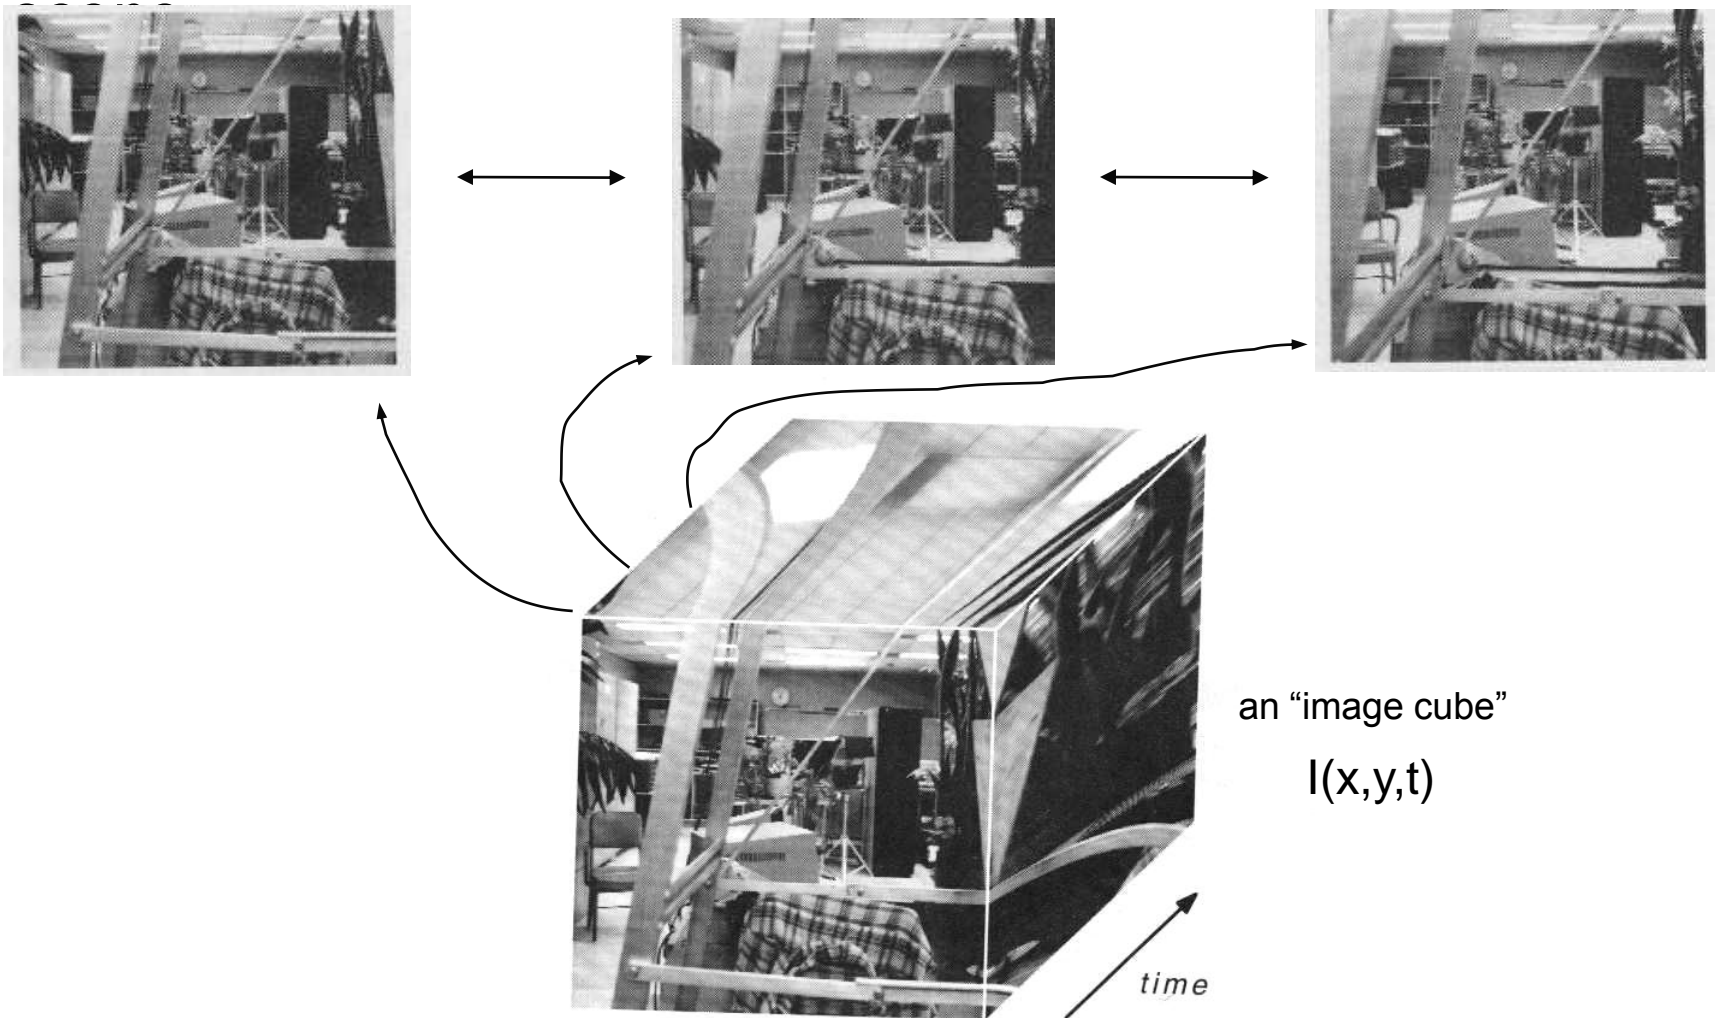 an “image cube”
I(x,y,t)
time